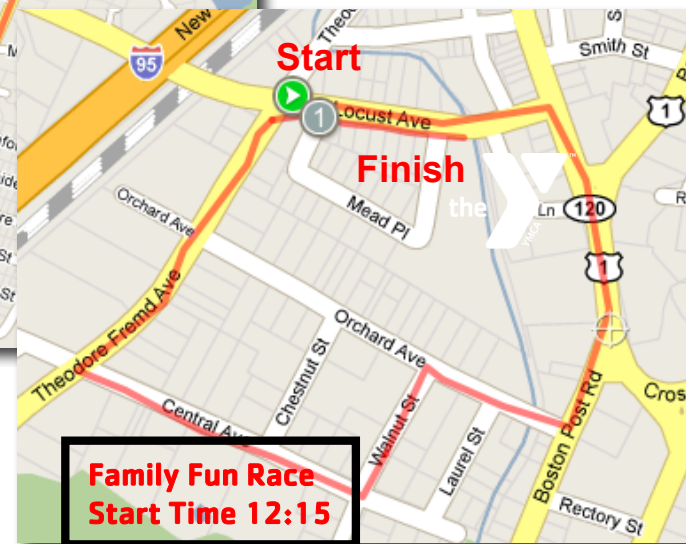 New
95
Start
Theo
Smith St
1
1
Locust Ave
Finish
Mead Pl
the
YMCA
Ln
120
1
Orchard Ave
Theodore Fremd Ave
Orchard Ave
Chestnut St
Central Ave
Walnut St
Laurel St
Boston Post Rd
Cros
Rectory St
Family Fun Race
Start Time 12:15